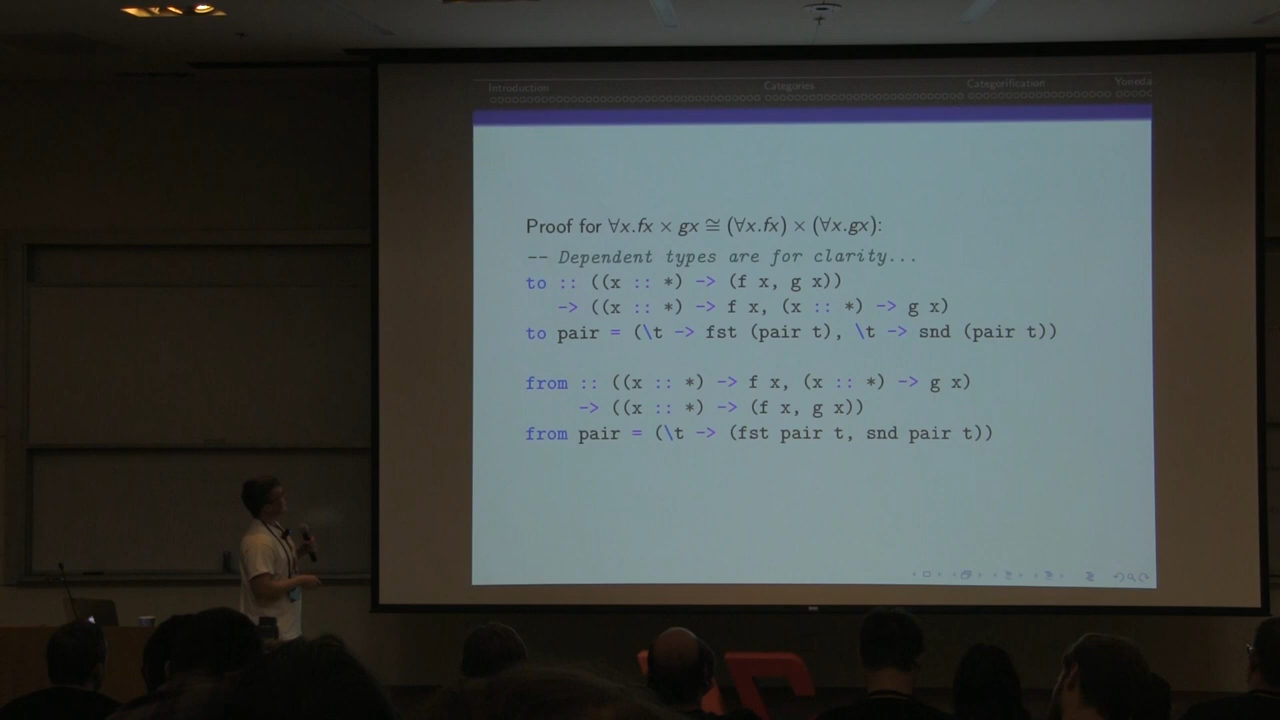 Introduction Categories Categorification Yoneda
Proof for ∀x.fx × gx ≅ (∀x.fx) × (∀x.gx):
-- Dependent types are for clarity...
to :: ((x :: *) -> (f x, g x))
-> ((x :: *) -> f x, (x :: *) -> g x)
to pair = (\t -> fst (pair t), \t -> snd (pair t))
from :: ((x :: *) -> f x, (x :: *) -> g x)
-> ((x :: *) -> (f x, g x))
from pair = (\t -> (fst pair t, snd pair t))